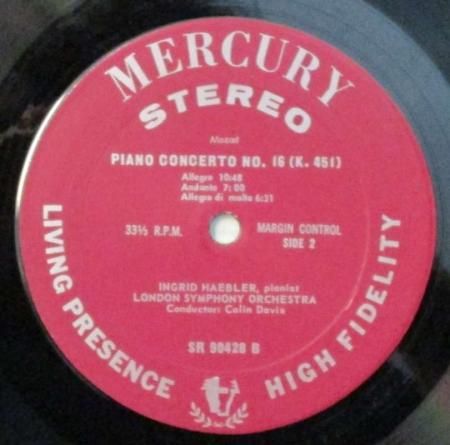 MERCURY
STEREO
Mozart
PIANO CONCERTO NO. 16 (K. 451)
Allegro 10:48
Andante 7:00
Allegro di molto 6:21
33⅓ R.P.M.
MARGIN CONTROL
SIDE 2
LIVING PRESENCE
HIGH FIDELITY
INGRID HAEBLER, pianist
LONDON SYMPHONY ORCHESTRA
Conductor: Colin Davis
SR 90428 B